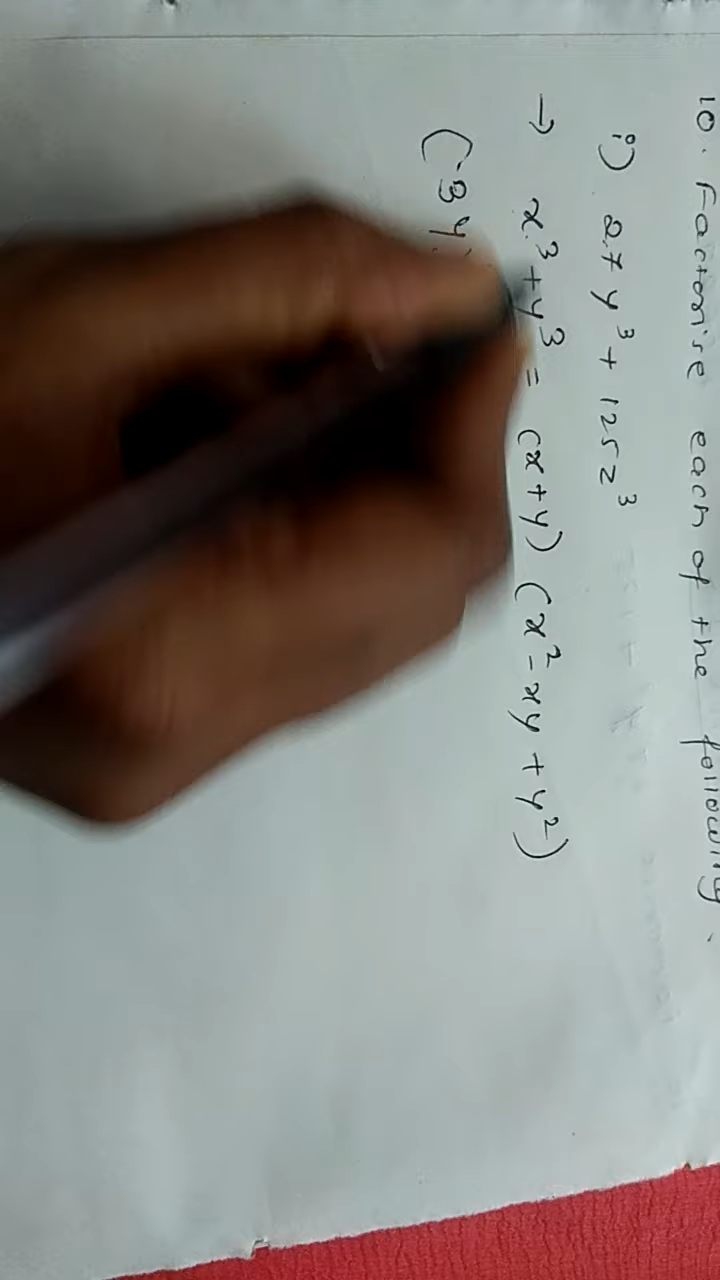 10. Factorise each of the following.
i) 27y³ + 125z³
→ x³ + y³ = (x+y) (x² - xy + y²)
(3y